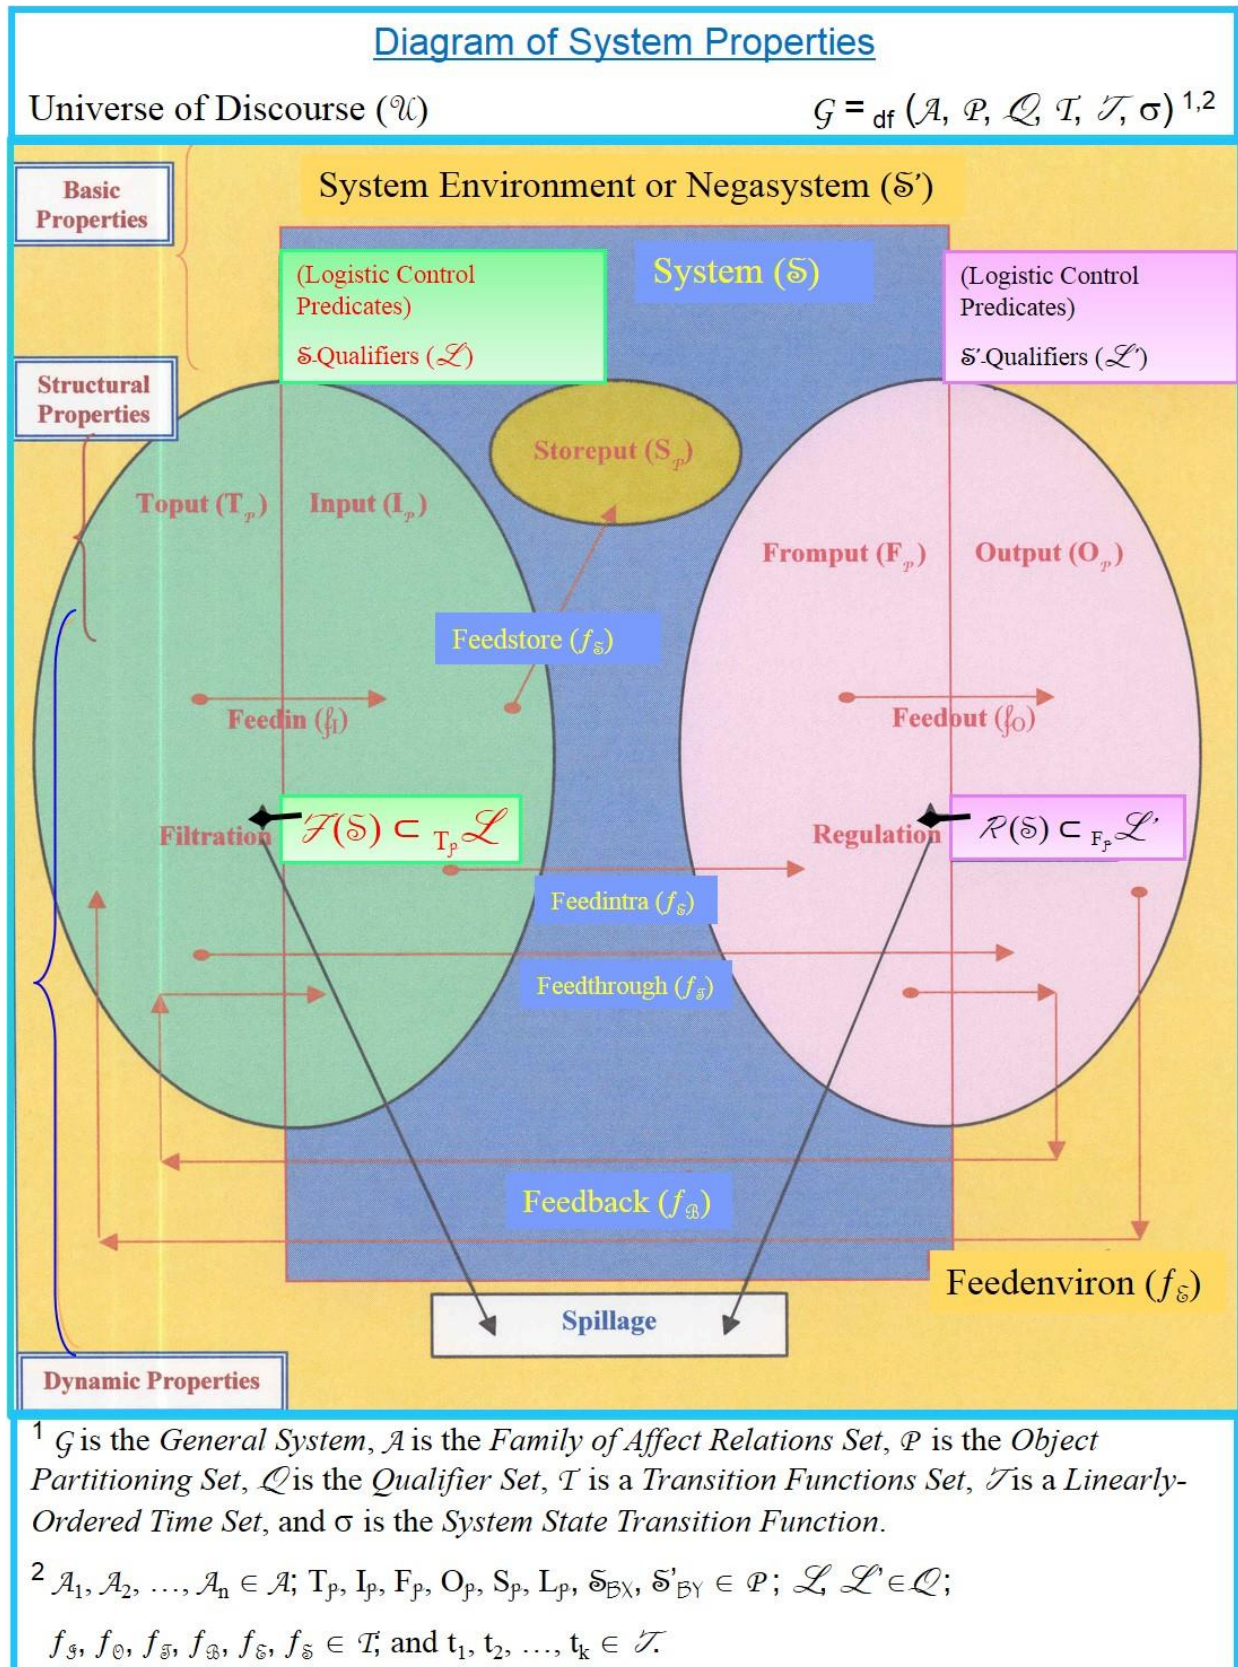 Diagram of System Properties
Universe of Discourse (𝒰)
𝒢 = df (𝒜, 𝒫, 𝒬, T, 𝒯, σ) 1,2
Basic
Properties
System Environment or Negasystem (𝕊’)
(Logistic Control
Predicates)
𝕊-Qualifiers (ℒ)
System (𝕊)
(Logistic Control
Predicates)
𝕊’-Qualifiers (ℒ’)
Structural
Properties
Storeput (S𝒫)
Toput (T𝒫)
Input (I𝒫)
Fromput (F𝒫)
Output (O𝒫)
Feedstore (f𝕊)
Feedin (fI)
Feedout (fO)
Filtration
ℱ(𝕊) ⊂ T𝒫 ℒ
Regulation
ℛ(𝕊) ⊂ F𝒫 ℒ’
Feedintra (f𝕊)
Feedthrough (f𝔗)
Feedback (fℬ)
Feedenviron (fℰ)
Spillage
Dynamic Properties
1 𝒢 is the General System, 𝒜 is the Family of Affect Relations Set, 𝒫 is the Object
Partitioning Set, 𝒬 is the Qualifier Set, T is a Transition Functions Set, 𝒯 is a Linearly-
Ordered Time Set, and σ is the System State Transition Function.
2 𝒜1, 𝒜2, …, 𝒜n ∈ 𝒜; T𝒫, I𝒫, F𝒫, O𝒫, S𝒫, L𝒫, 𝕊BX, 𝕊’BY ∈ 𝒫; ℒ, ℒ’ ∈ 𝒬;
f𝔍, f𝕆, f𝔗, fℬ, fℰ, f𝕊 ∈ T; and t1, t2, …, tk ∈ 𝒯.